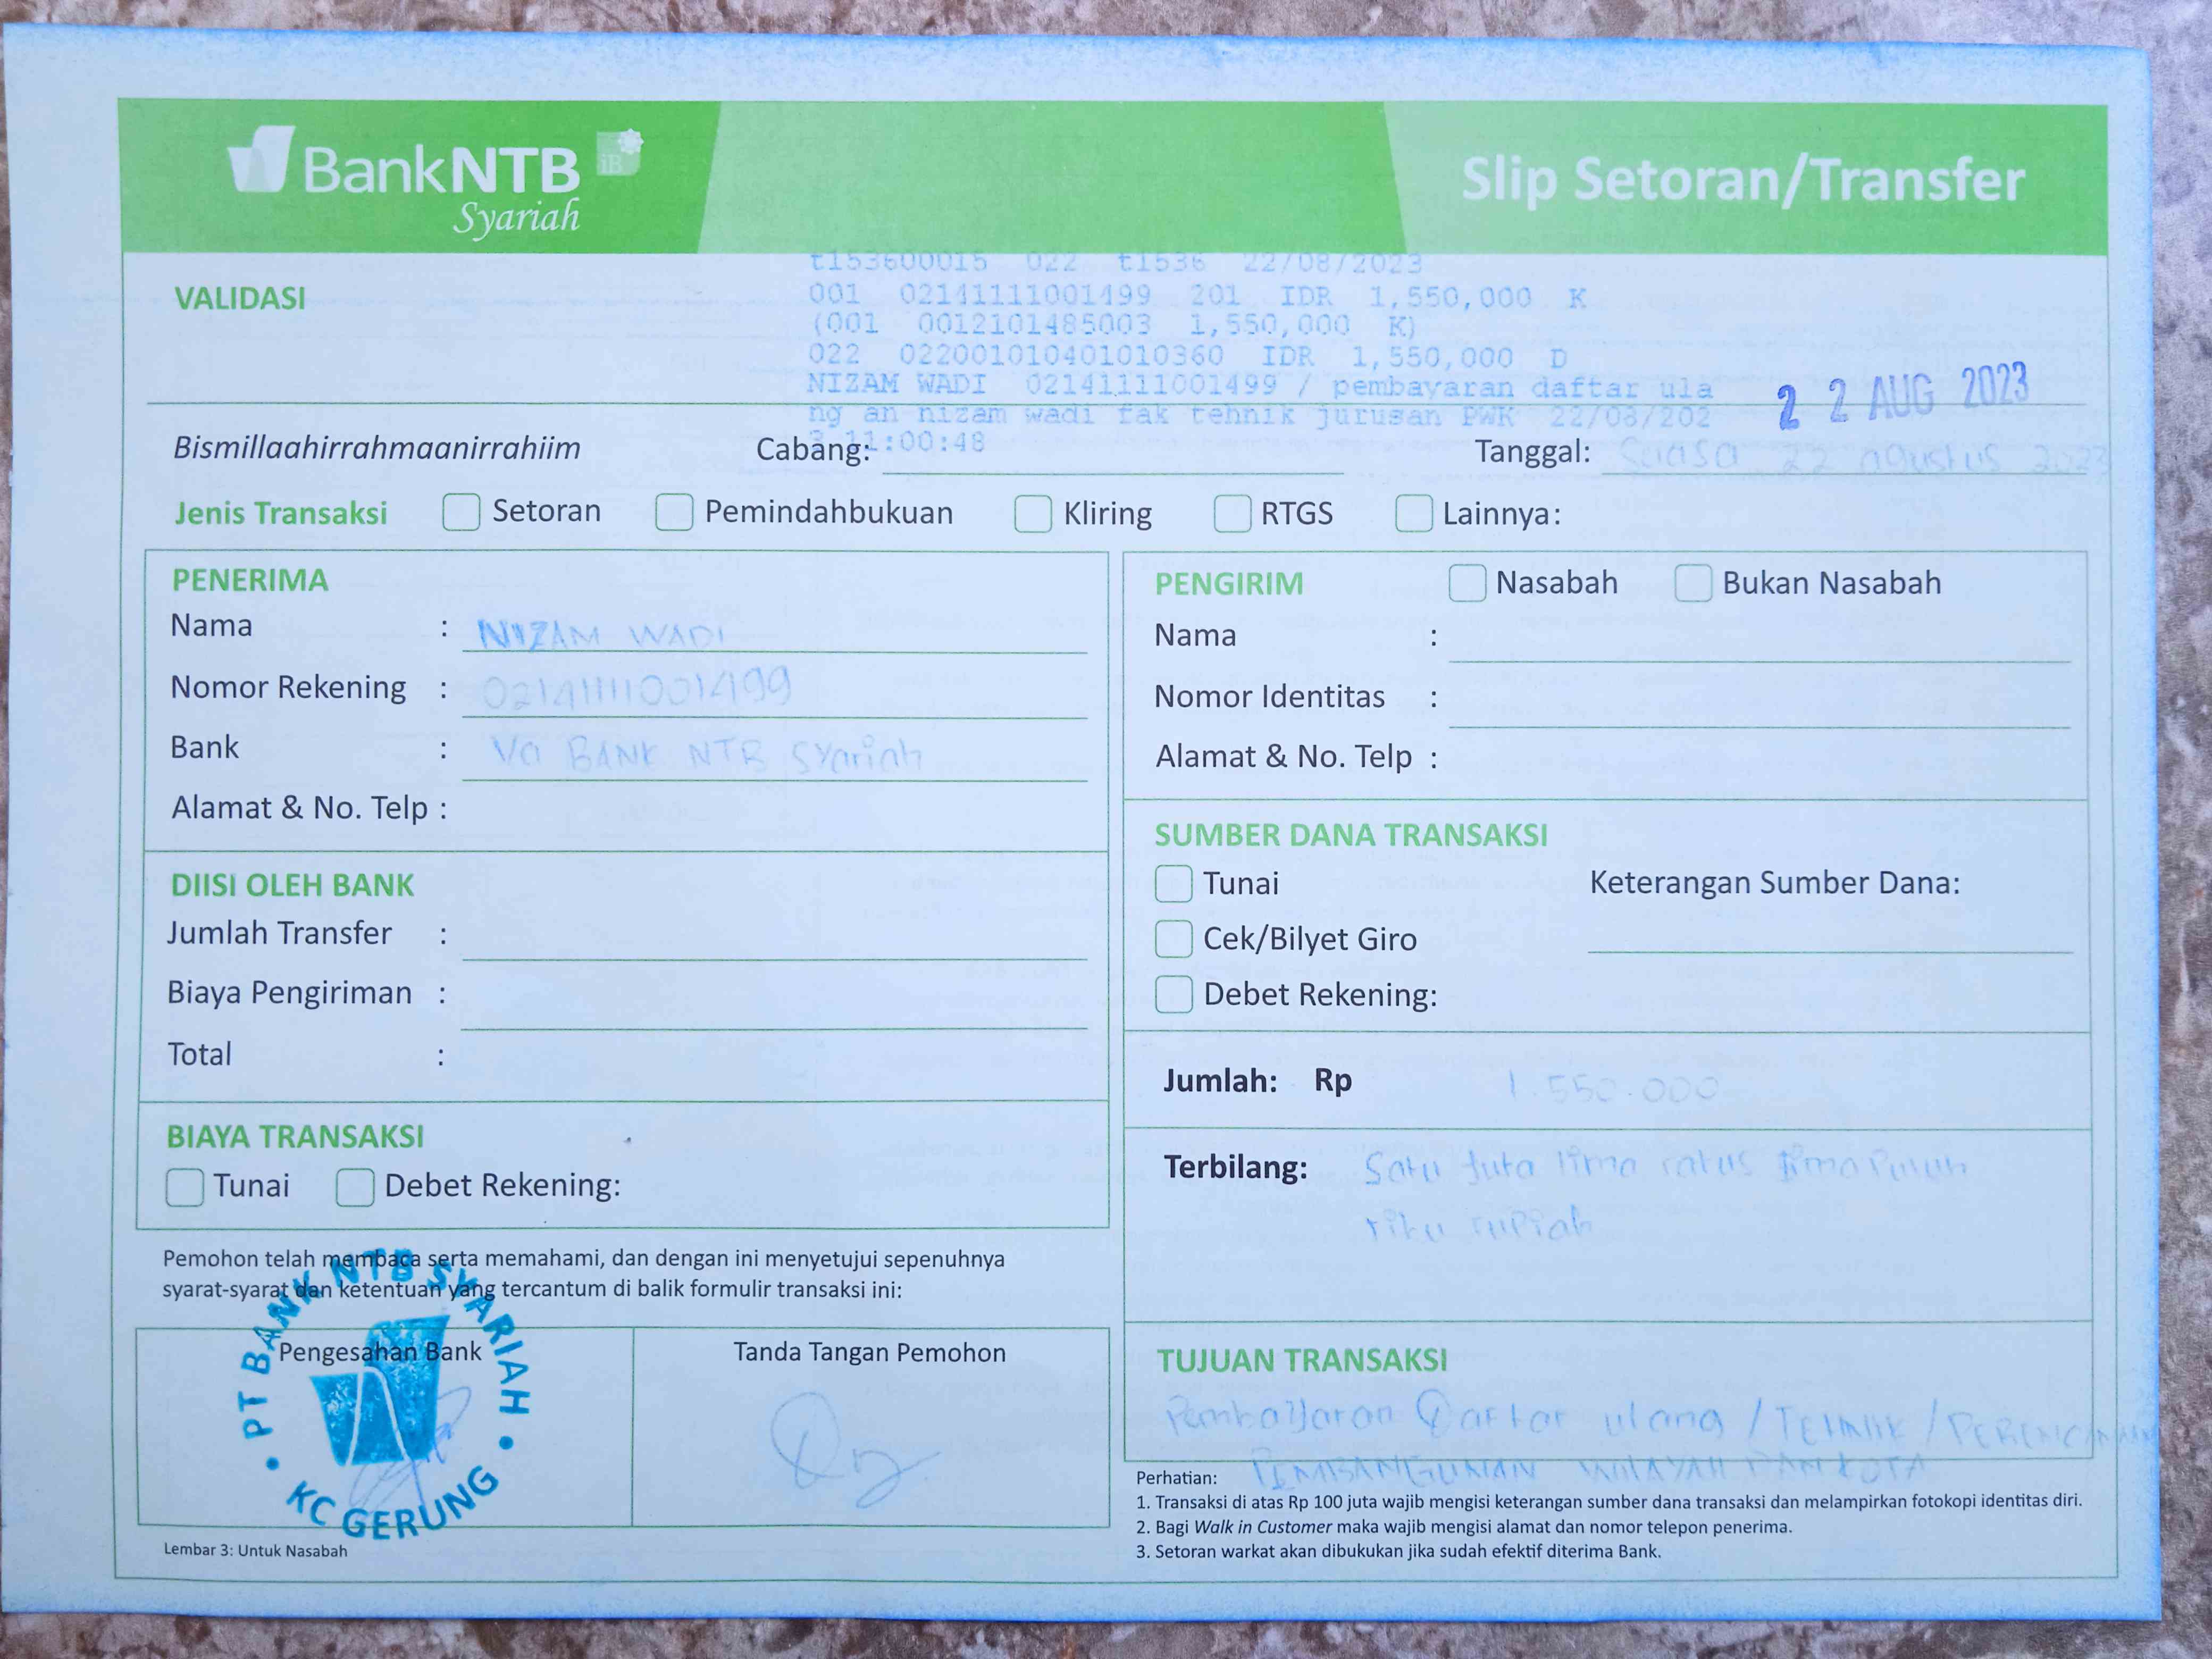 BankNTB iB
Syariah
Slip Setoran/Transfer
VALIDASI
t153600015 022 t1536 22/08/2023
001 02141111001499 201 IDR 1,550,000 K
(001 0012101485003 1,550,000 K)
022 022001010401010360 IDR 1,550,000 D
NIZAM WADI 02141111001499 / pembayaran daftar ula
ng an nizam wadi fak tehnik jurusan PWK 22/08/202
3 11:00:48
2 2 AUG 2023
Bismillaahirrahmaanirrahiim
Cabang:
Tanggal: Selasa 22 agustus 2023
Jenis Transaksi Setoran Pemindahbukuan Kliring RTGS Lainnya:
PENERIMA
Nama : NIZAM WADI
Nomor Rekening : 02141111001499
Bank : Va BANK NTB Syariah
Alamat & No. Telp :
DIISI OLEH BANK
Jumlah Transfer :
Biaya Pengiriman :
Total :
BIAYA TRANSAKSI
Tunai Debet Rekening:
PENGIRIM Nasabah Bukan Nasabah
Nama :
Nomor Identitas :
Alamat & No. Telp :
SUMBER DANA TRANSAKSI
Tunai Keterangan Sumber Dana:
Cek/Bilyet Giro
Debet Rekening:
Jumlah: Rp 1.550.000
Terbilang: Satu Juta lima ratus lima Puluh
ribu rupiah
TUJUAN TRANSAKSI
Pembayaran Daftar ulang / TEHNIK /
PEMBANGUNAN WILAYAH DAN KOTA
Pemohon telah membaca serta memahami, dan dengan ini menyetujui sepenuhnya
syarat-syarat dan ketentuan yang tercantum di balik formulir transaksi ini:
Pengesahan Bank
Tanda Tangan Pemohon
PT BANK NTB SYARIAH
KC GERUNG
Lembar 3: Untuk Nasabah
Perhatian:
1. Transaksi di atas Rp 100 juta wajib mengisi keterangan sumber dana transaksi dan melampirkan fotokopi identitas diri.
2. Bagi Walk in Customer maka wajib mengisi alamat dan nomor telepon penerima.
3. Setoran warkat akan dibukukan jika sudah efektif diterima Bank.